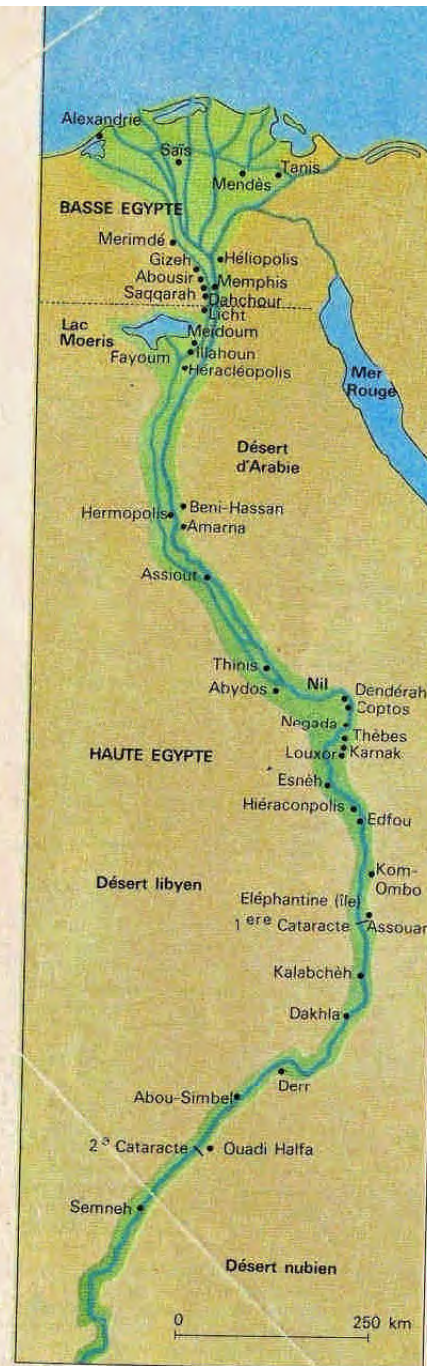 Alexandrie
Saïs
Mendès
Tanis
BASSE EGYPTE
Merimdé
Gizeh
Héliopolis
Abousir
Memphis
Saqqarah
Dahchour
Licht
Lac
Moeris
Meïdoum
Fayoum
Illahoun
Héracléopolis
Mer
Rouge
Désert
d'Arabie
Beni-Hassan
Hermopolis
Amarna
Assiout
Thinis
Nil
Abydos
Dendérah
Coptos
Negada
Thèbes
HAUTE EGYPTE
Louxor
Karnak
Esnèh
Hiéraconpolis
Edfou
Kom-
Ombo
Désert libyen
Eléphantine (île)
1ere Cataracte
Assouan
Kalabchèh
Dakhla
Derr
Abou-Simbel
2a Cataracte
Ouadi Halfa
Semneh
Désert nubien
0 250 km